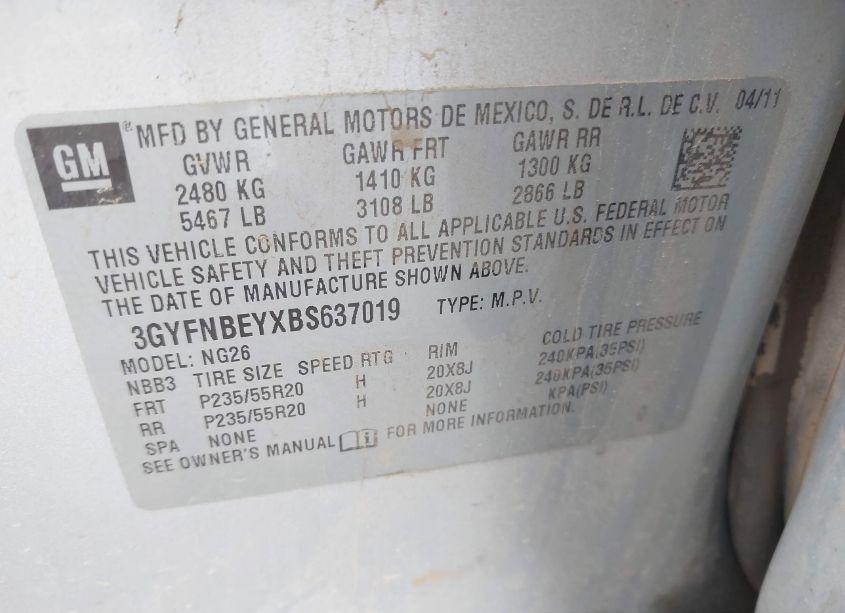 GM
® MFD BY GENERAL MOTORS DE MEXICO, S. DE R.L. DE C.V. 04/11
GVWR GAWR FRT GAWR RR
2480 KG 1410 KG 1300 KG
5467 LB 3108 LB 2866 LB
THIS VEHICLE CONFORMS TO ALL APPLICABLE U.S. FEDERAL MOTOR
VEHICLE SAFETY AND THEFT PREVENTION STANDARDS IN EFFECT ON
THE DATE OF MANUFACTURE SHOWN ABOVE.
3GYFNBEYXBS637019 TYPE: M.P.V.
MODEL: NG26
NBB3 TIRE SIZE SPEED RTG RIM COLD TIRE PRESSURE
FRT P235/55R20 H 20X8J 240KPA(35PSI)
RR P235/55R20 H 20X8J 240KPA(35PSI)
SPA NONE NONE KPA(PSI)
SEE OWNER'S MANUAL FOR MORE INFORMATION.